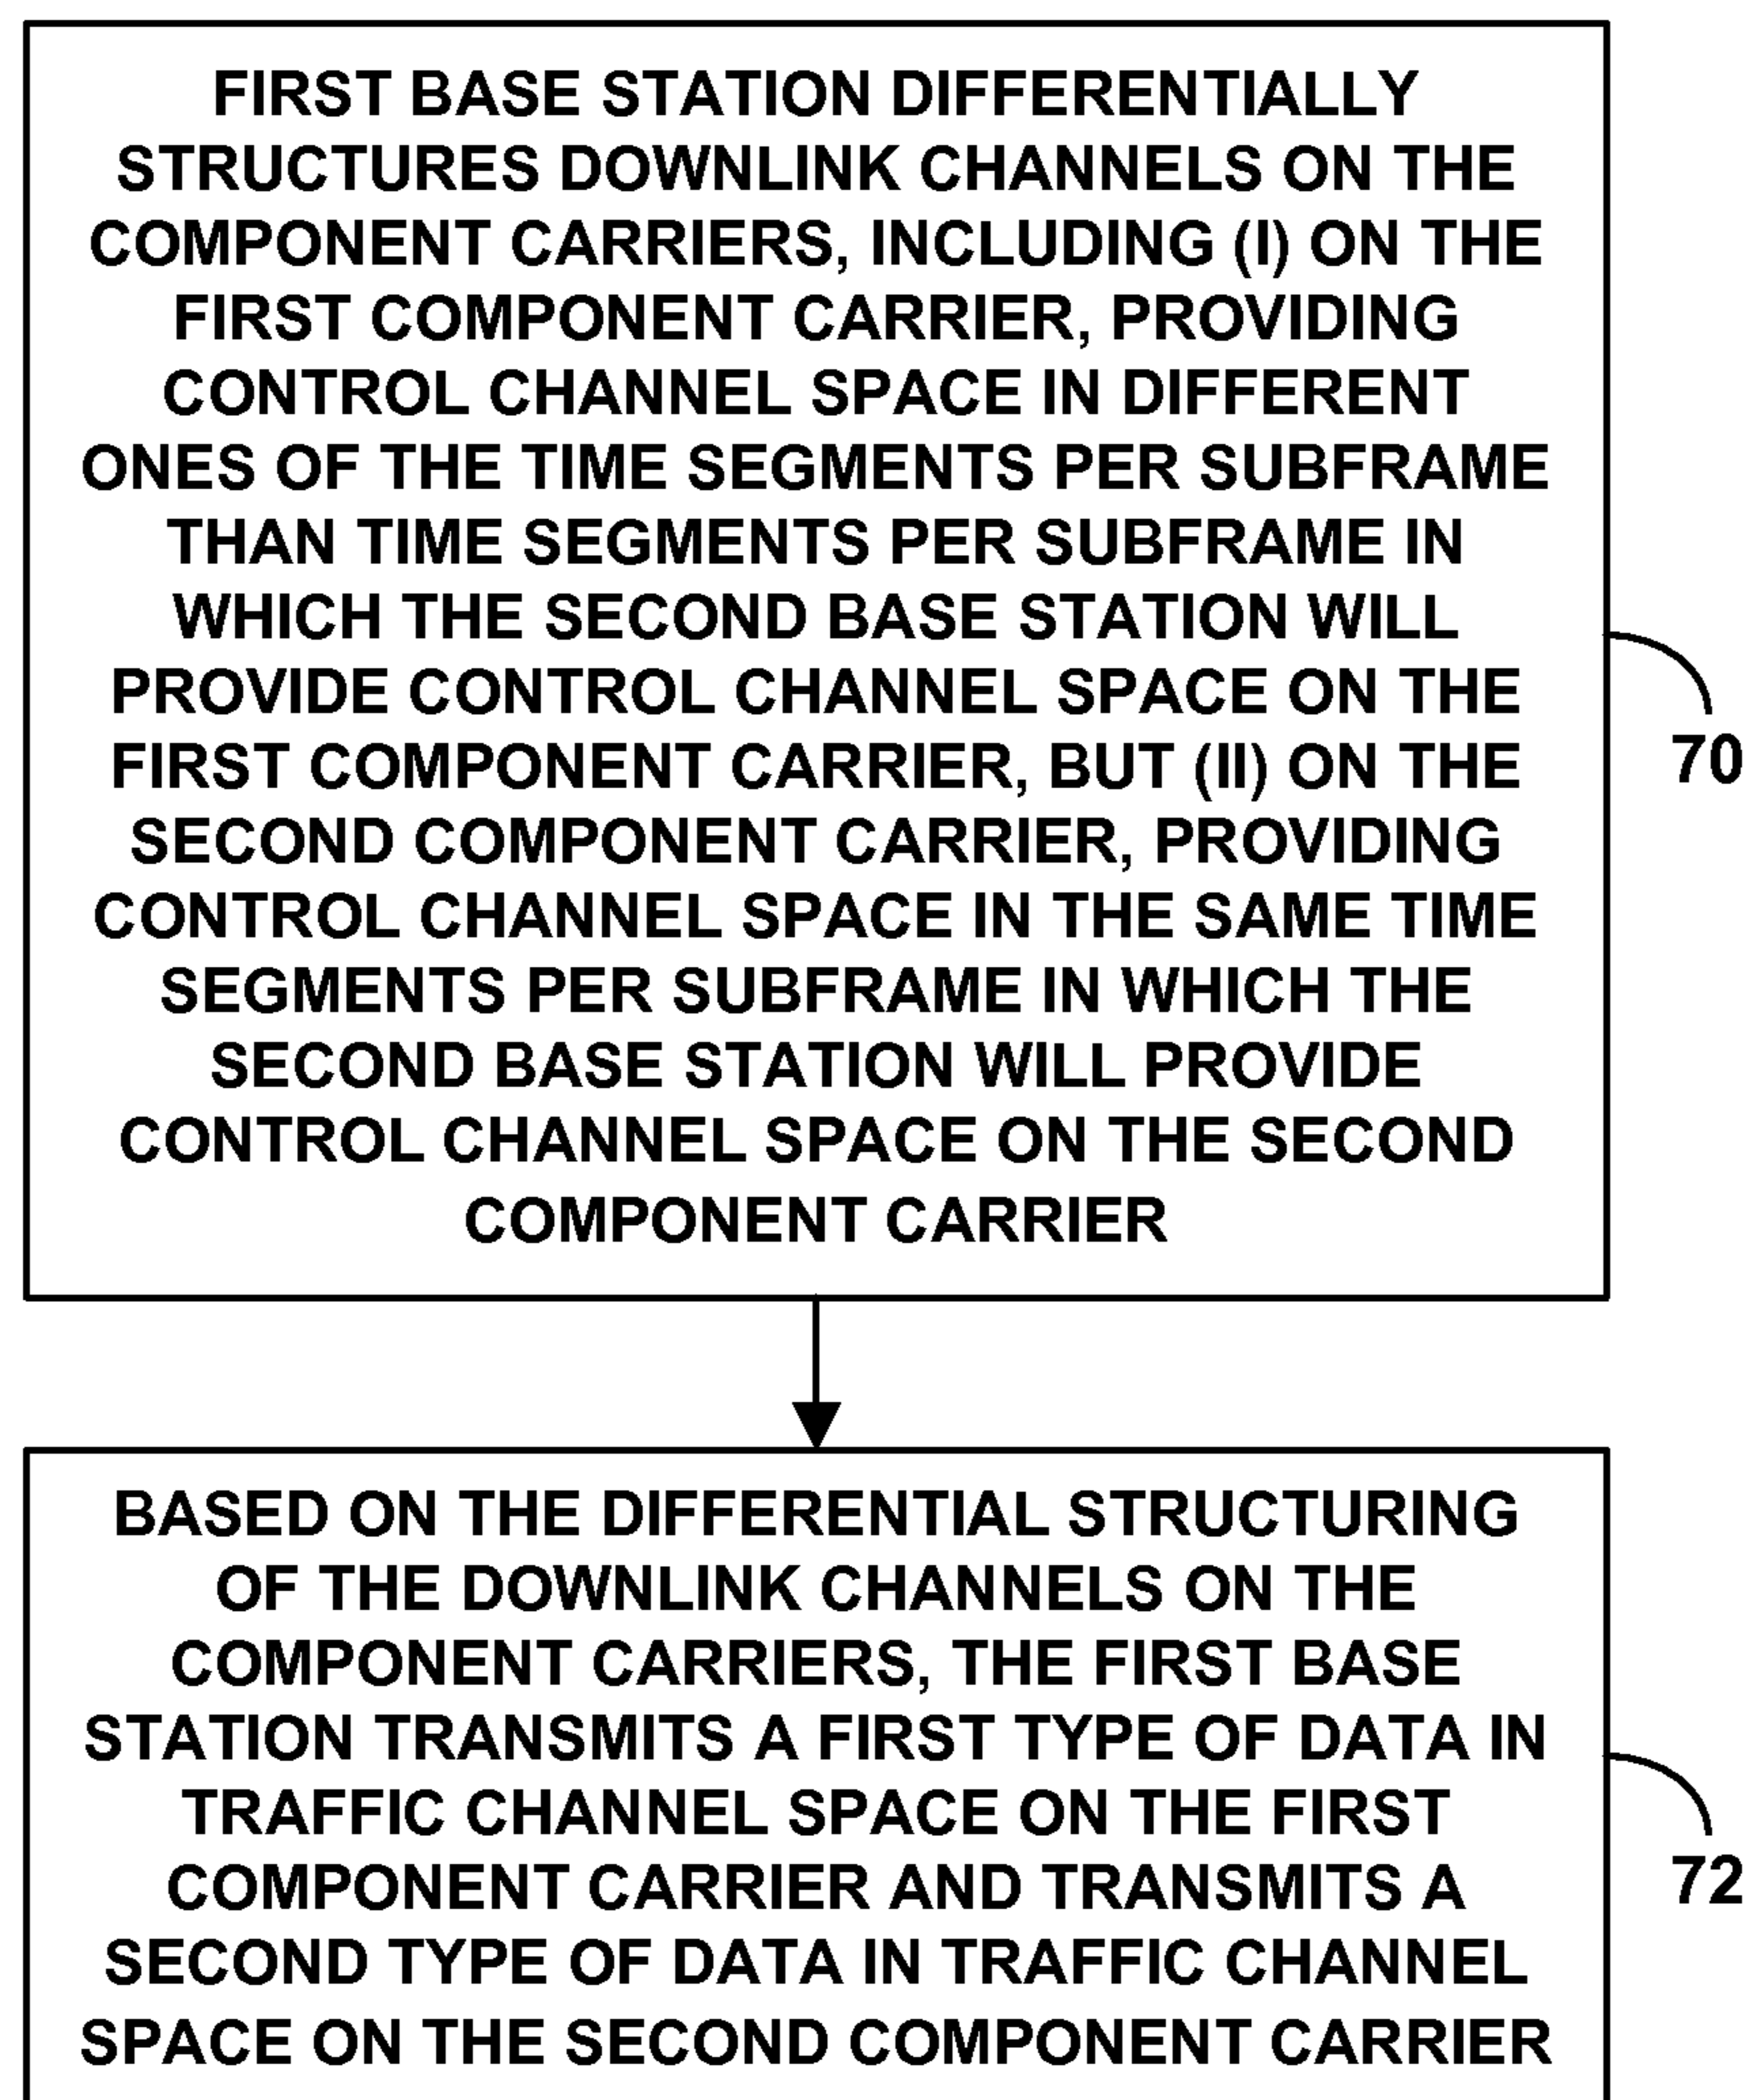 FIRST BASE STATION DIFFERENTIALLY
STRUCTURES DOWNLINK CHANNELS ON THE
COMPONENT CARRIERS, INCLUDING (I) ON THE
FIRST COMPONENT CARRIER, PROVIDING
CONTROL CHANNEL SPACE IN DIFFERENT
ONES OF THE TIME SEGMENTS PER SUBFRAME
THAN TIME SEGMENTS PER SUBFRAME IN
WHICH THE SECOND BASE STATION WILL
PROVIDE CONTROL CHANNEL SPACE ON THE
FIRST COMPONENT CARRIER, BUT (II) ON THE
SECOND COMPONENT CARRIER, PROVIDING
CONTROL CHANNEL SPACE IN THE SAME TIME
SEGMENTS PER SUBFRAME IN WHICH THE
SECOND BASE STATION WILL PROVIDE
CONTROL CHANNEL SPACE ON THE SECOND
COMPONENT CARRIER
70
BASED ON THE DIFFERENTIAL STRUCTURING
OF THE DOWNLINK CHANNELS ON THE
COMPONENT CARRIERS, THE FIRST BASE
STATION TRANSMITS A FIRST TYPE OF DATA IN
TRAFFIC CHANNEL SPACE ON THE FIRST
COMPONENT CARRIER AND TRANSMITS A
SECOND TYPE OF DATA IN TRAFFIC CHANNEL
SPACE ON THE SECOND COMPONENT CARRIER
72